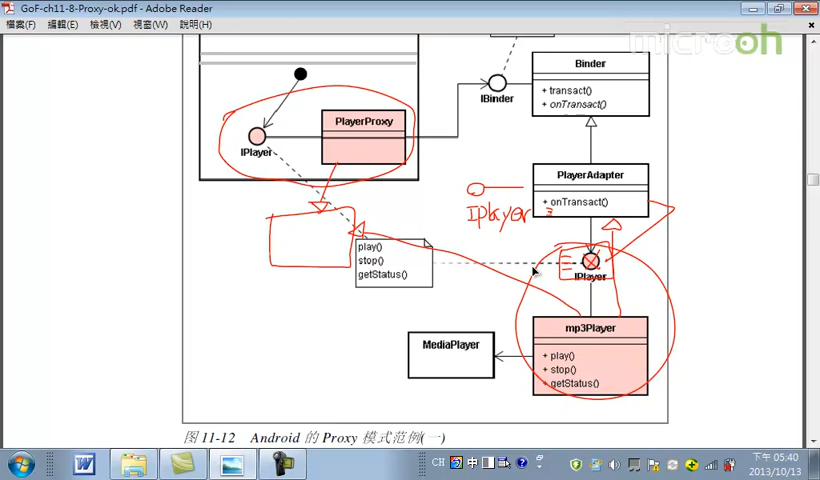 GoF-ch11-8-Proxy-ok.pdf - Adobe Reader
檔案(F) 編輯(E) 檢視(V) 視窗(W) 說明(H)
microoh
Binder
+ transact()
+ onTransact()
IBinder
PlayerProxy
IPlayer
PlayerAdapter
+ onTransact()
IPlayer
play()
stop()
getStatus()
IPlayer
mp3Player
+ play()
+ stop()
+ getStatus()
MediaPlayer
图 11-12 Android 的 Proxy 模式范例(一)
CH
下午 05:40
2013/10/13